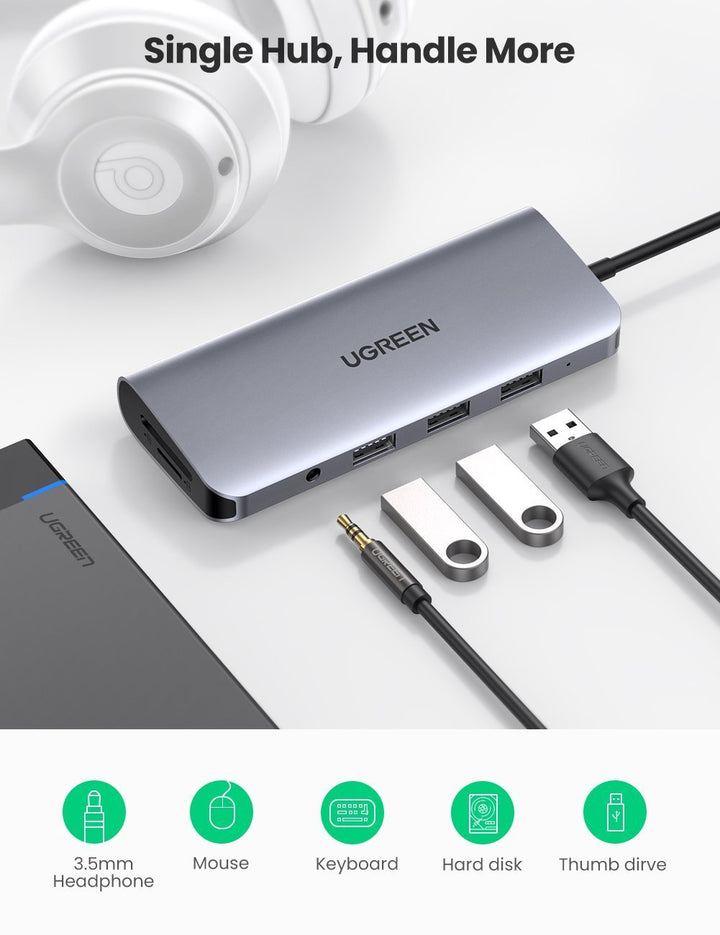 Single Hub, Handle More
UGREEN
UGREEN
UGREEN
UGREEN
3.5mm
Headphone
Mouse
Keyboard
Hard disk
Thumb dirve